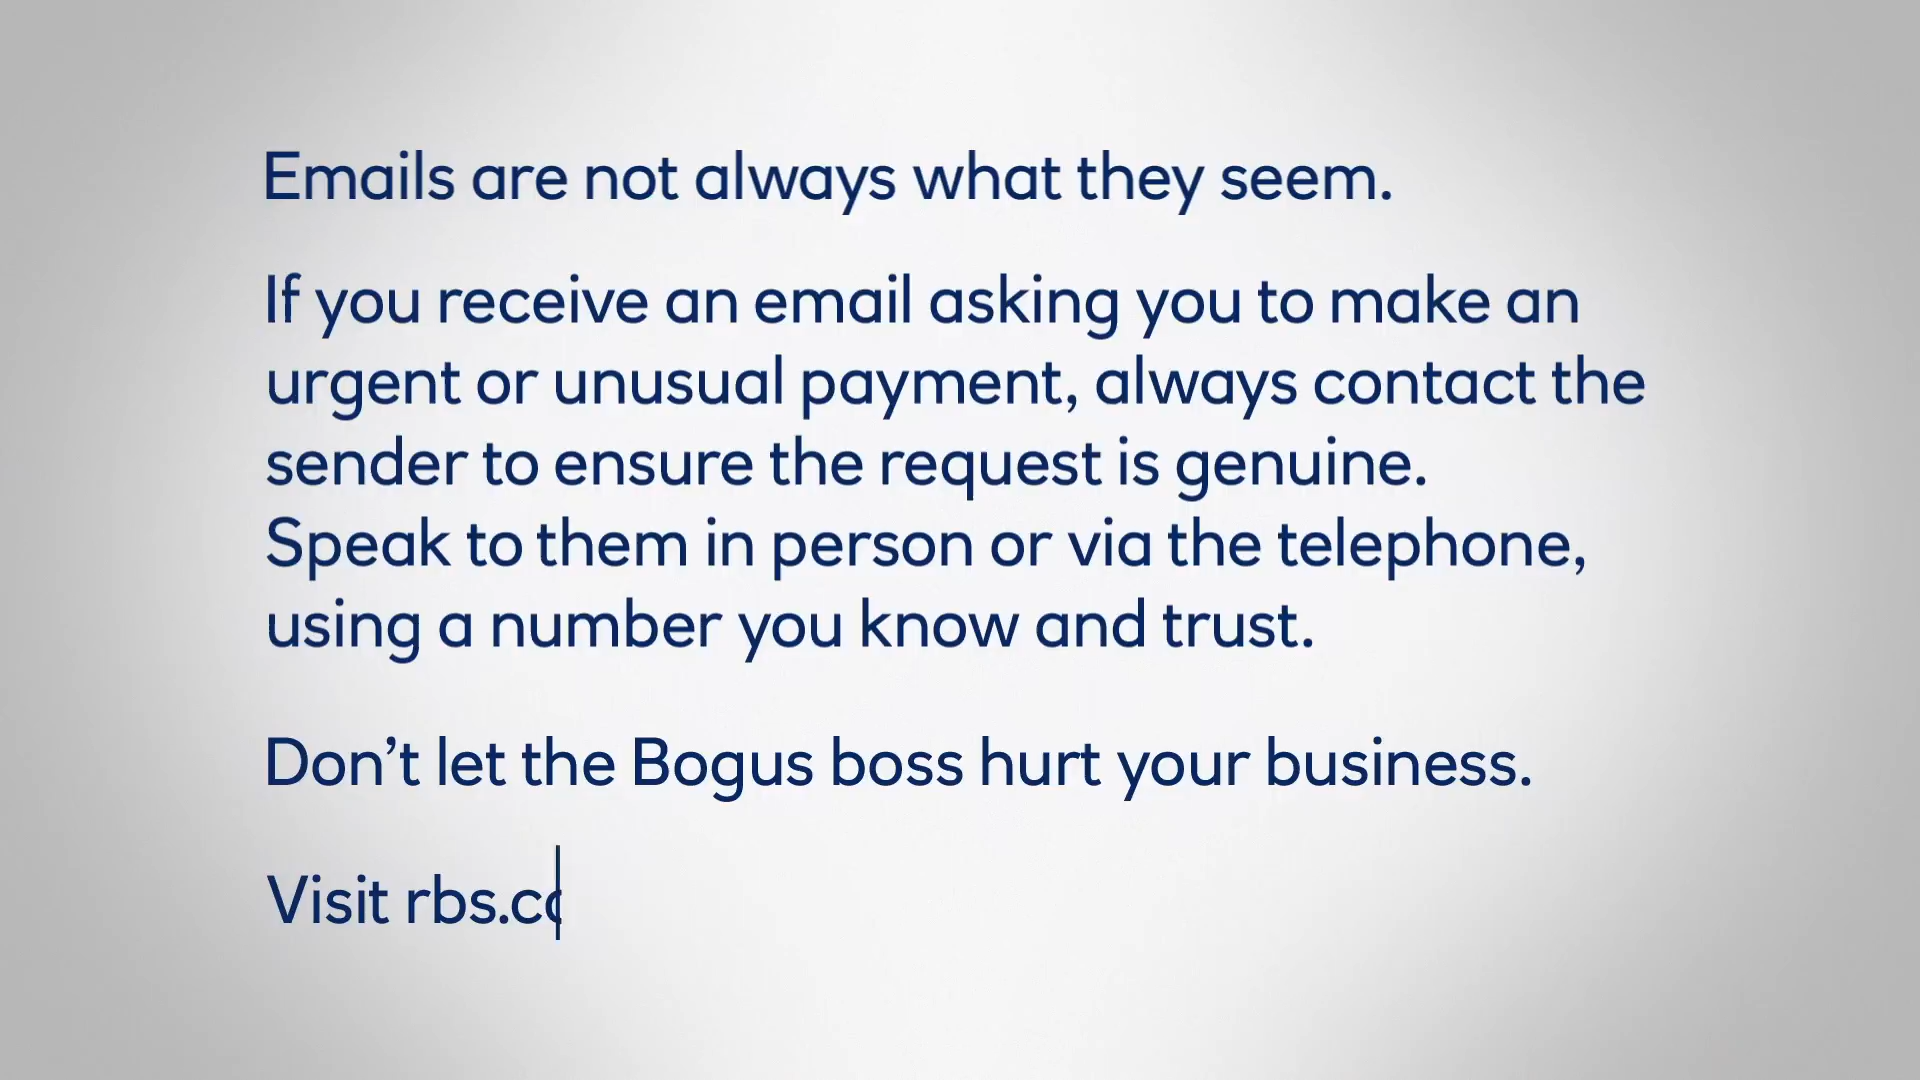 Emails are not always what they seem.
If you receive an email asking you to make an
urgent or unusual payment, always contact the
sender to ensure the request is genuine.
Speak to them in person or via the telephone,
using a number you know and trust.
Don’t let the Bogus boss hurt your business.
Visit rbs.c